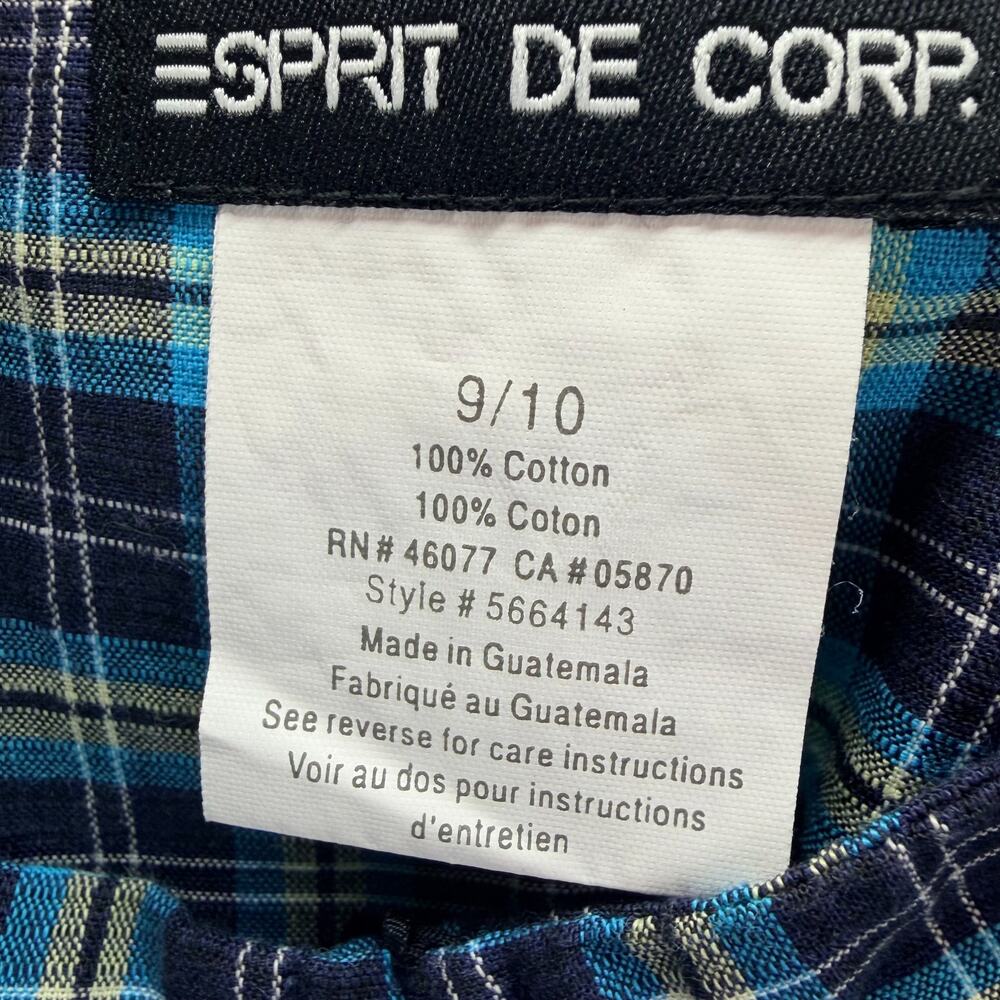 ESPRIT DE CORP.
9/10
100% Cotton
100% Coton
RN# 46077 CA #05870
Style # 5664143
Made in Guatemala
Fabriqué au Guatemala
See reverse for care instructions
Voir au dos pour instructions
d'entretien